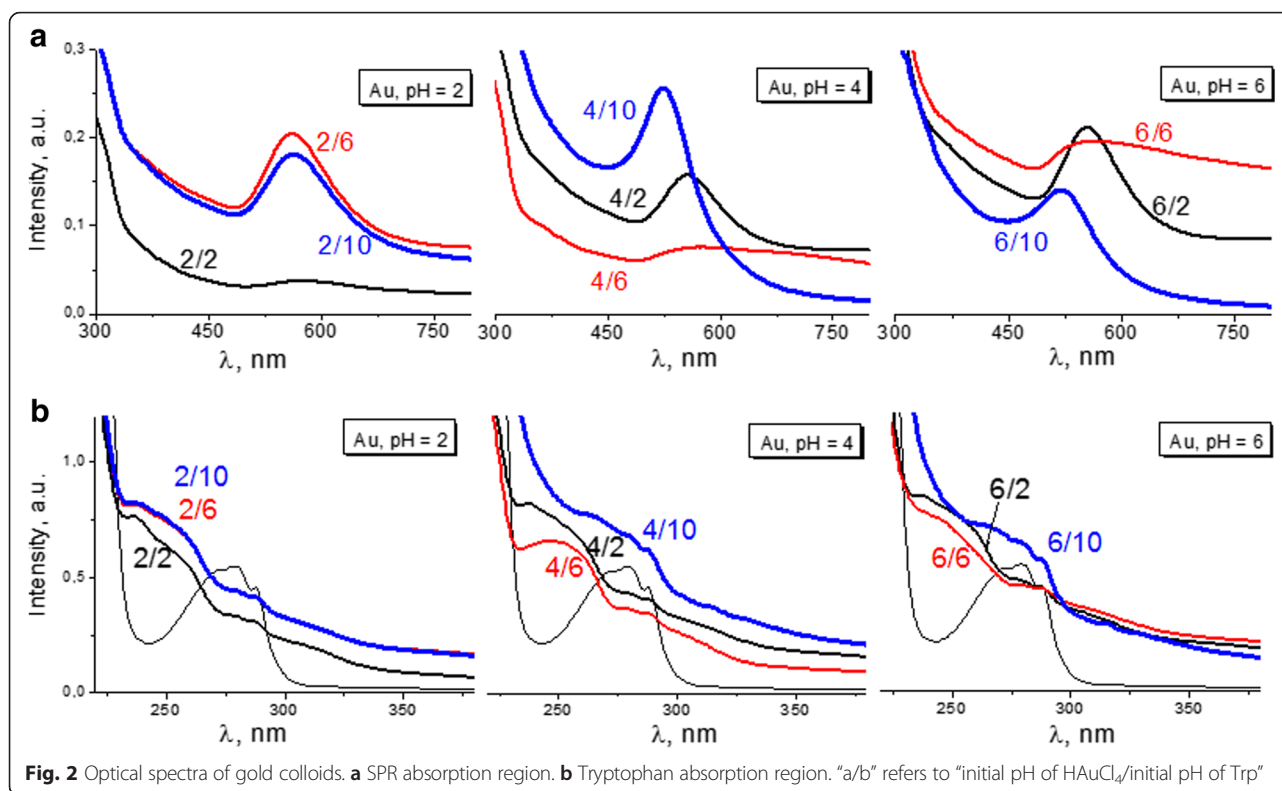 a
Intensity, a.u.
0.3
0.2
0.1
0.0
Au, pH = 2
2/6
2/10
2/2
300 450 600 750
λ, nm
Au, pH = 4
4/10
4/2
4/6
300 450 600 750
λ, nm
Au, pH = 6
6/6
6/2
6/10
300 450 600 750
λ, nm
b
Intensity, a.u.
1.0
0.5
0.0
Au, pH = 2
2/10
2/6
2/2
250 300 350
λ, nm
Au, pH = 4
4/10
4/2
4/6
250 300 350
λ, nm
Au, pH = 6
6/2
6/10
6/6
250 300 350
λ, nm
Fig. 2 Optical spectra of gold colloids. a SPR absorption region. b Tryptophan absorption region. “a/b” refers to “initial pH of HAuCl₄/initial pH of Trp”